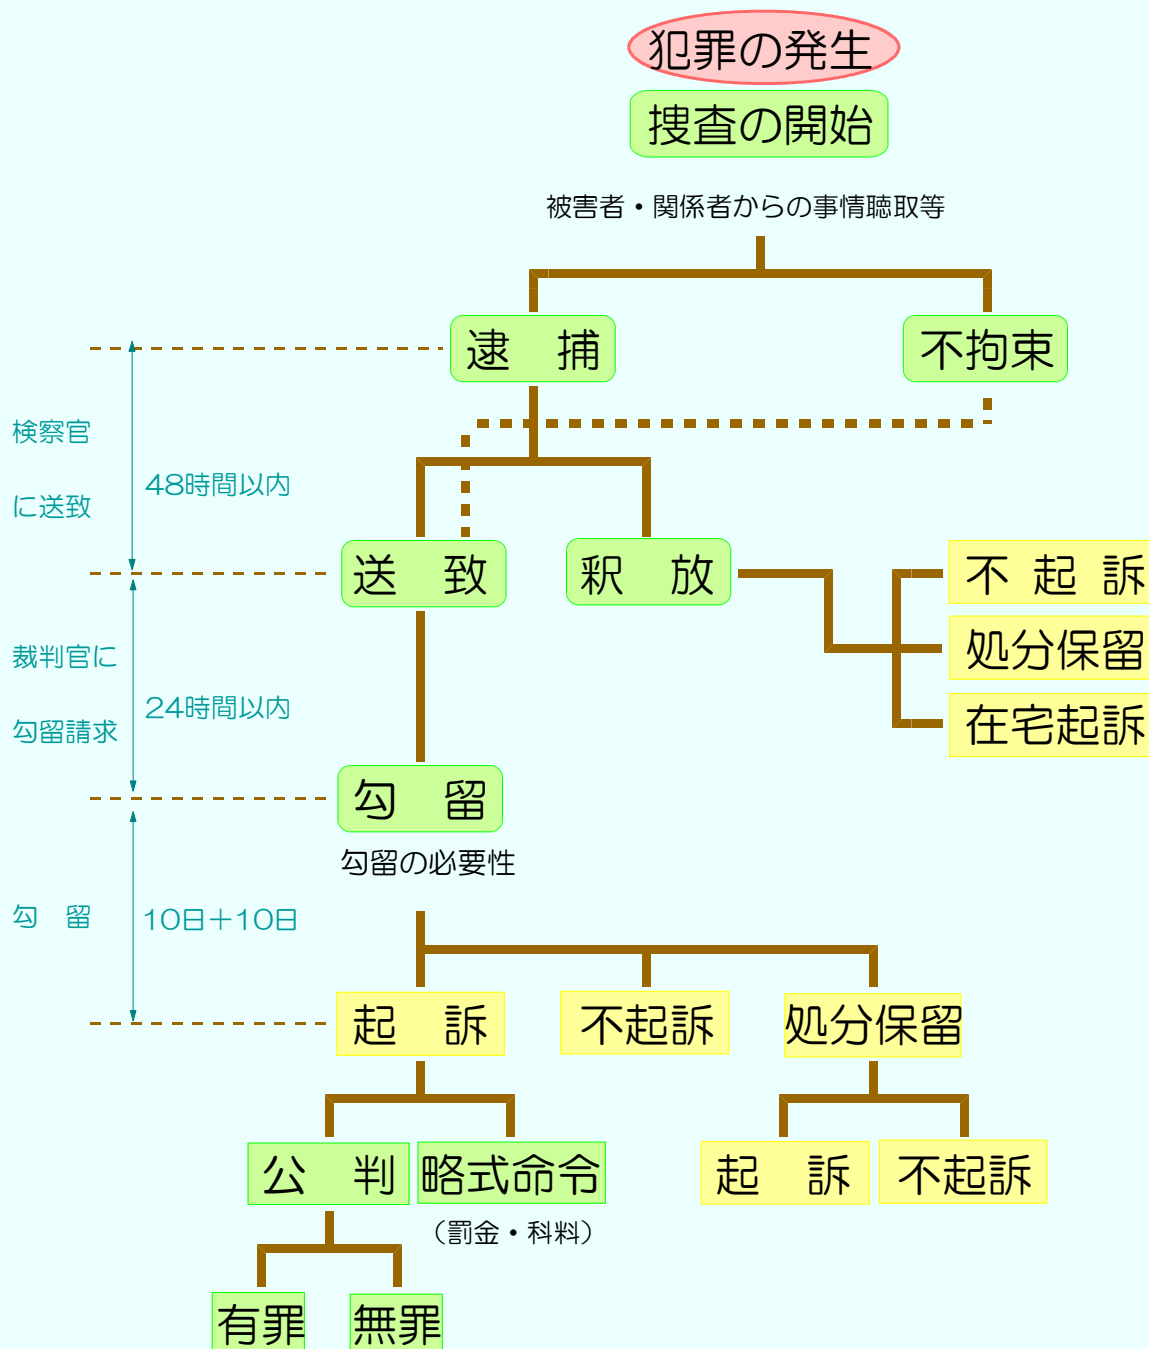 犯罪の発生
捜査の開始
被害者・関係者からの事情聴取等
逮　捕
不拘束
検察官
に送致
48時間以内
送　致
釈　放
不 起 訴
処分保留
在宅起訴
裁判官に
勾留請求
24時間以内
勾　留
勾留の必要性
勾　留
10日＋10日
起　訴
不起訴
処分保留
公　判
略式命令
（罰金・科料）
起　訴
不起訴
有罪
無罪